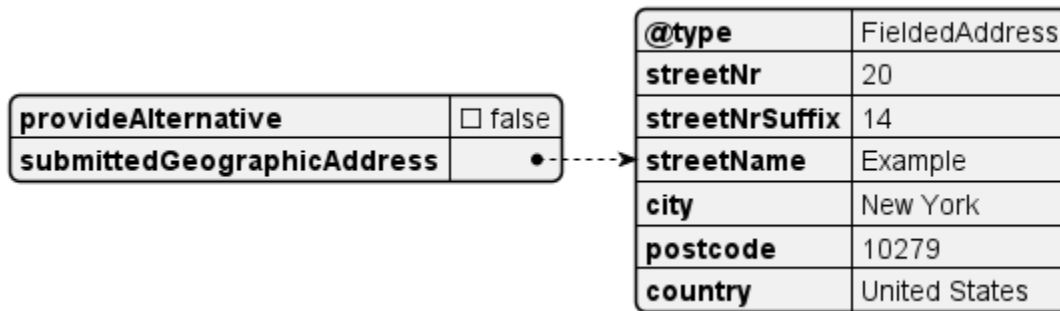 provideAlternative ☐ false
submittedGeographicAddress
@type FieldedAddress
streetNr 20
streetNrSuffix 14
streetName Example
city New York
postcode 10279
country United States